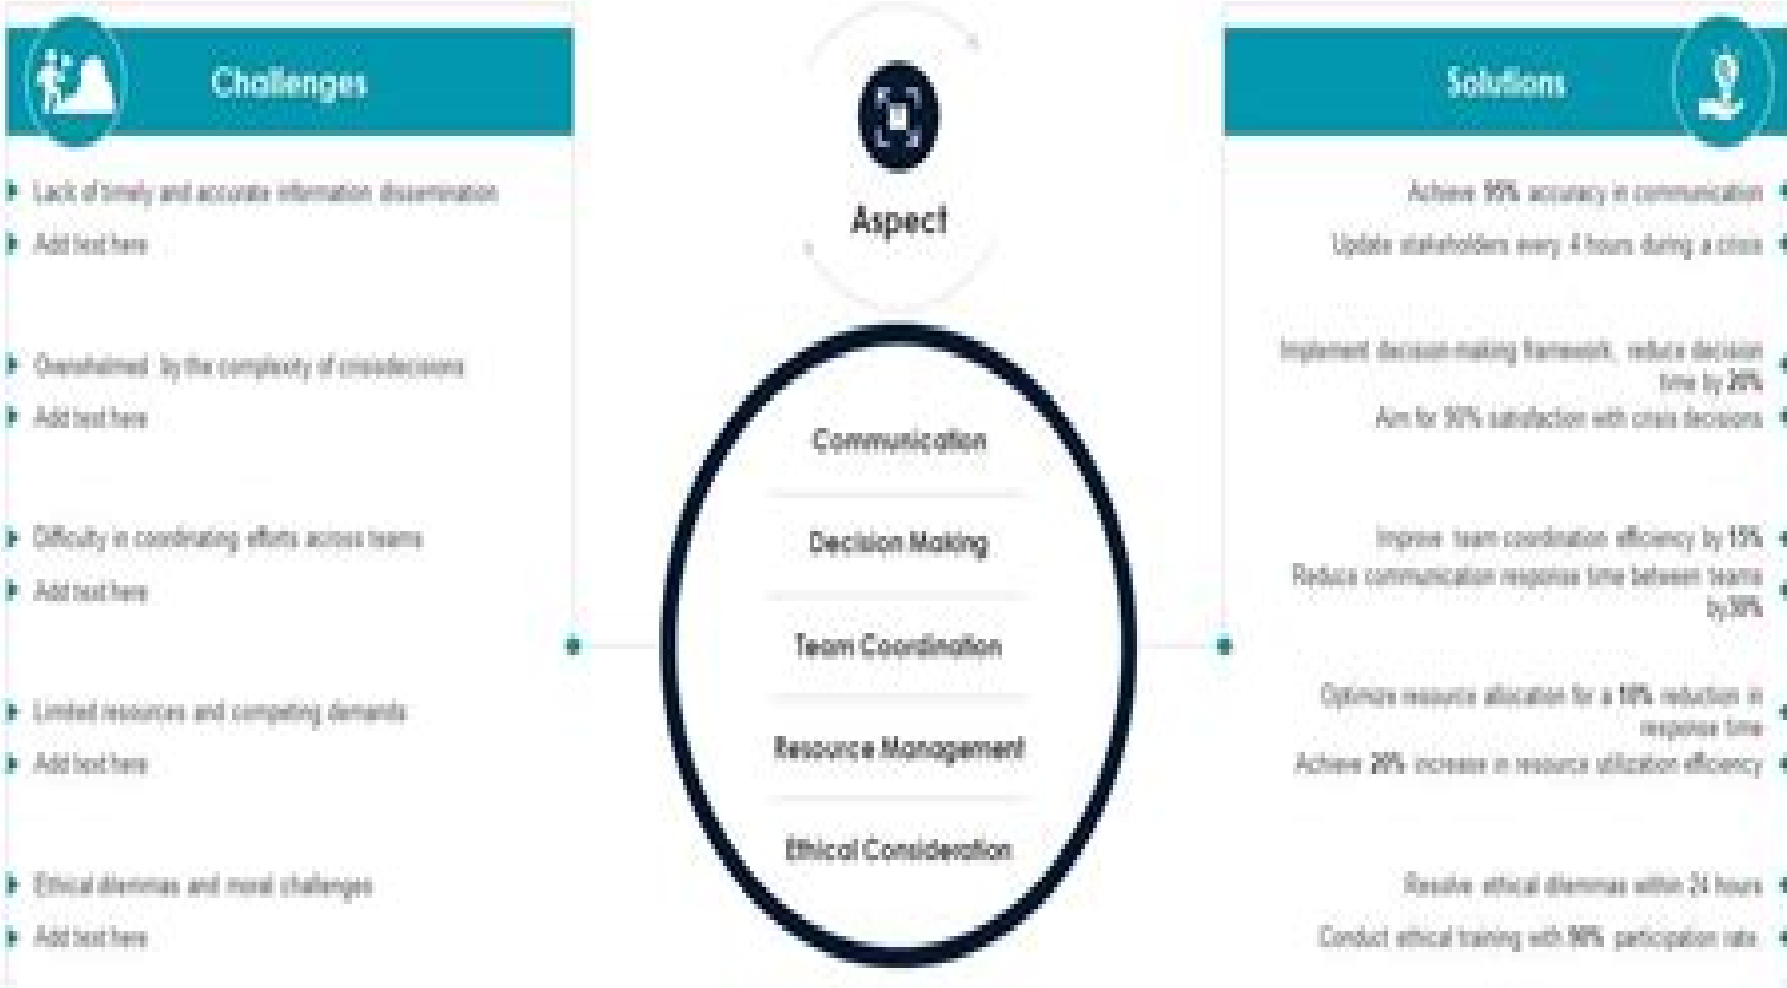 Challenges
Lack of timely and accurate information dissemination
Add text here
Overwhelmed by the complexity of crisisdecisions
Add text here
Difficulty in coordinating efforts across teams
Add text here
Limited resources and competing demands
Add text here
Ethical dilemmas and moral challenges
Add text here
Aspect
Communication
Decision Making
Team Coordination
Resource Management
Ethical Consideration
Solutions
Achieve 95% accuracy in communication
Update stakeholders every 4 hours during a crisis
Implement decision-making framework, reduce decision
time by 20%
Aim for 90% satisfaction with crisis decisions
Improve team coordination efficiency by 15%
Reduce communication response time between teams
by30%
Optimize resource allocation for a 10% reduction in
response time
Achieve 20% increase in resource utilization efficiency
Resolve ethical dilemmas within 24 hours
Conduct ethical training with 90% participation rate